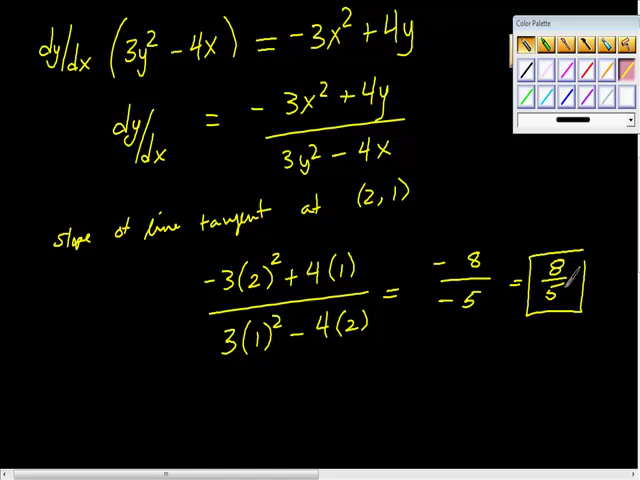 Color Palette
dy/dx (3y² - 4x) = -3x² + 4y
dy/dx = (-3x² + 4y)/(3y² - 4x)
slope of line tangent at (2, 1)
(-3(2)² + 4(1))/(3(1)² - 4(2)) = -8/-5 = 8/5